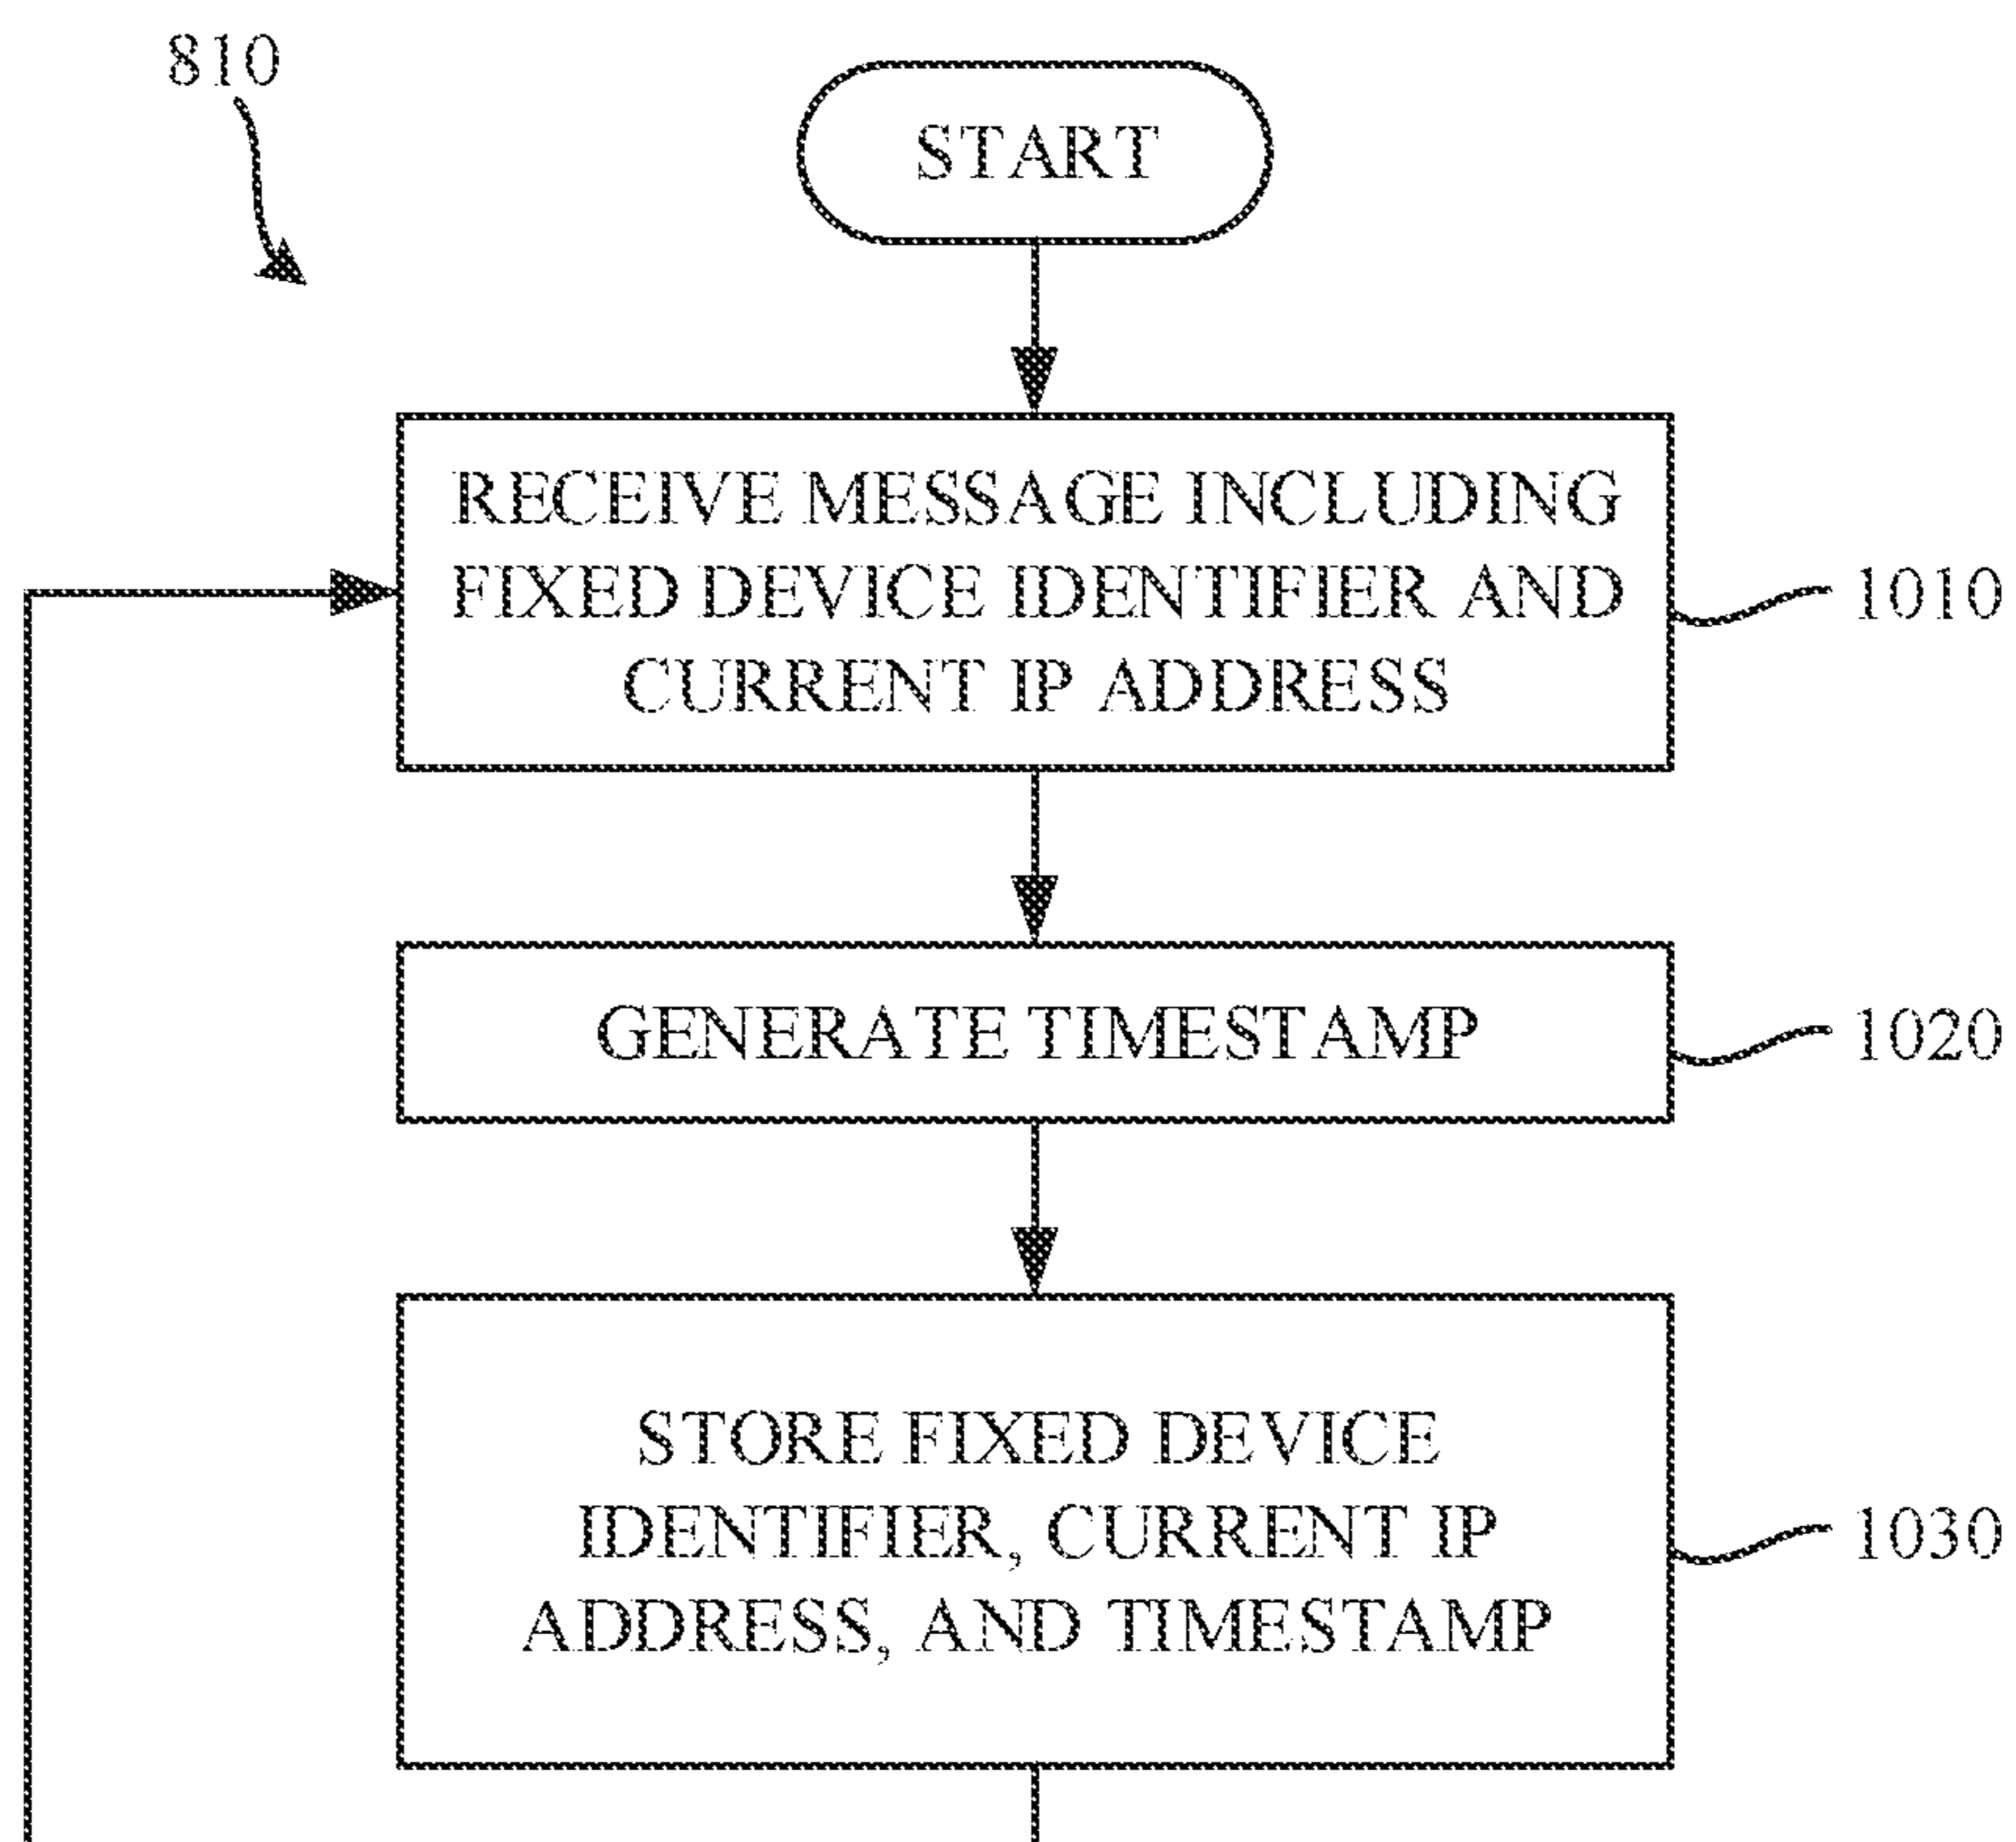 810
START
RECEIVE MESSAGE INCLUDING
FIXED DEVICE IDENTIFIER AND
CURRENT IP ADDRESS
1010
GENERATE TIMESTAMP
1020
STORE FIXED DEVICE
IDENTIFIER, CURRENT IP
ADDRESS, AND TIMESTAMP
1030